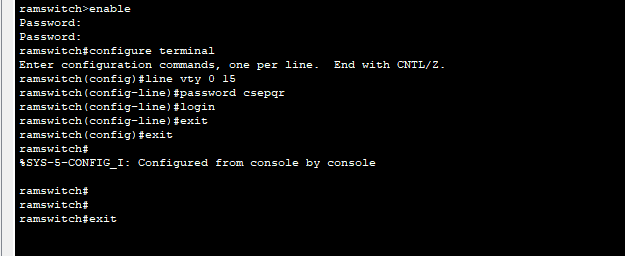 ramswitch>enable
Password:
Password:
ramswitch#configure terminal
Enter configuration commands, one per line.  End with CNTL/Z.
ramswitch(config)#line vty 0 15
ramswitch(config-line)#password csepqr
ramswitch(config-line)#login
ramswitch(config-line)#exit
ramswitch(config)#exit
ramswitch#
%SYS-5-CONFIG_I: Configured from console by console
ramswitch#
ramswitch#
ramswitch#exit